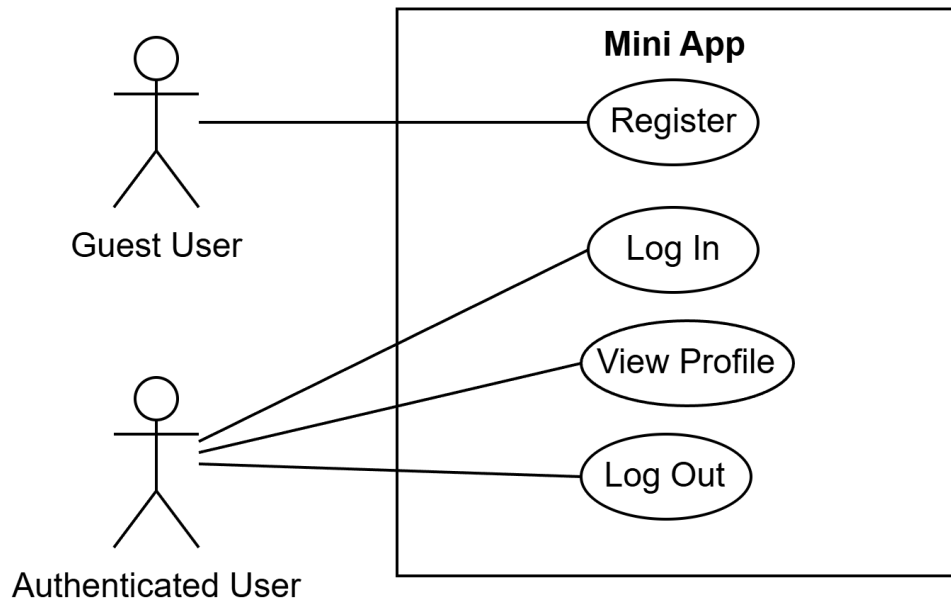 Mini App
Register
Guest User
Log In
View Profile
Log Out
Authenticated User